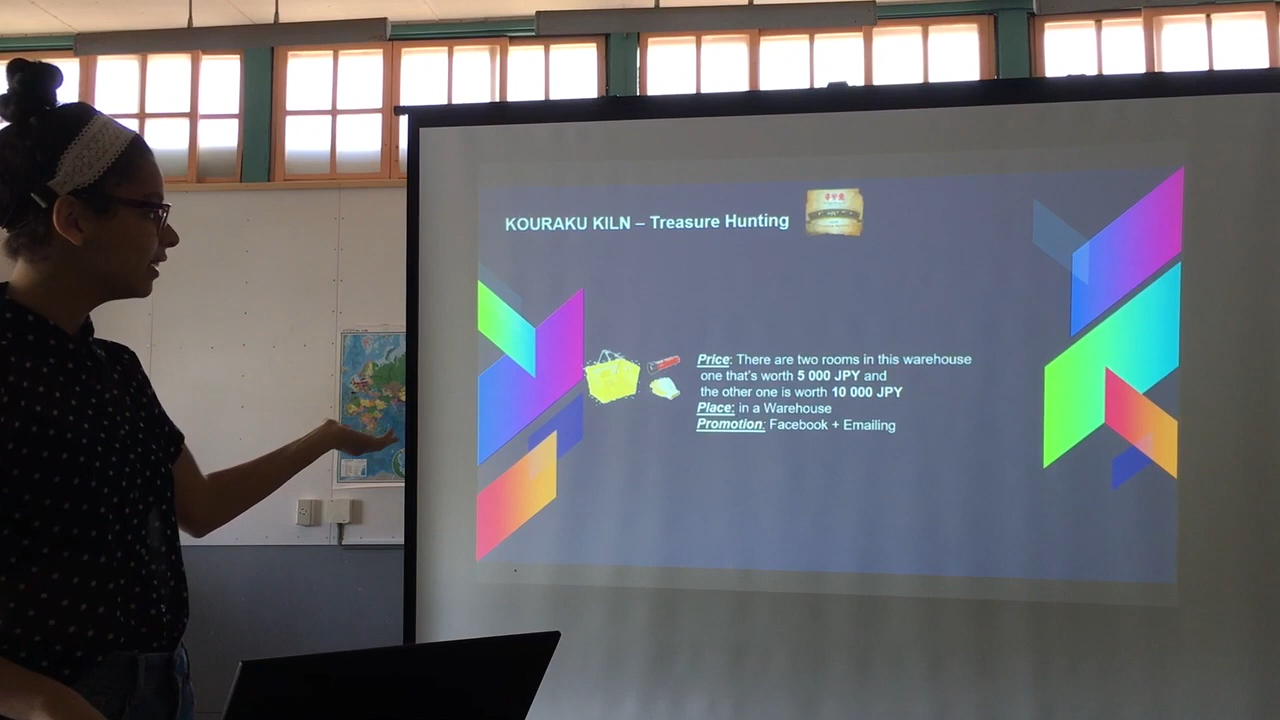 KOURAKU KILN – Treasure Hunting
Price: There are two rooms in this warehouse
one that's worth 5 000 JPY and
the other one is worth 10 000 JPY
Place: in a Warehouse
Promotion: Facebook + Emailing